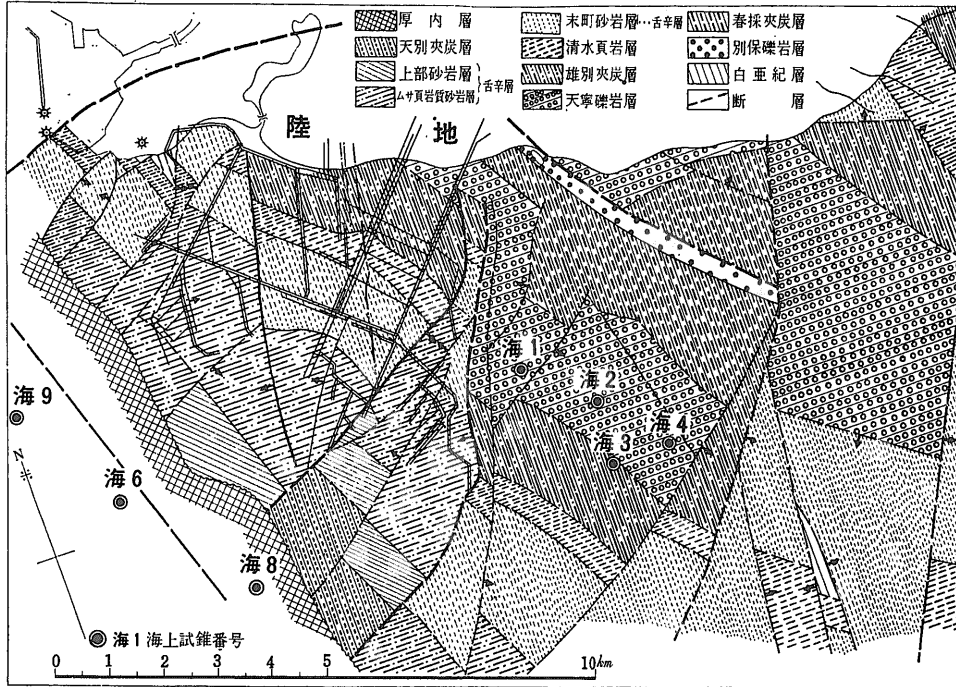 厚内層
天別夾炭層
上部砂岩層
ムサ頁岩質砂岩層
舌辛層
末町砂岩層…舌辛層
清水頁岩層
雄別夾炭層
天寧礫岩層
春採夾炭層
別保礫岩層
白亜紀層
断層
陸地
海1
海2
海3
海4
海9
海6
海8
N
海1海上試錐番号
0 1 2 3 4 5 10km